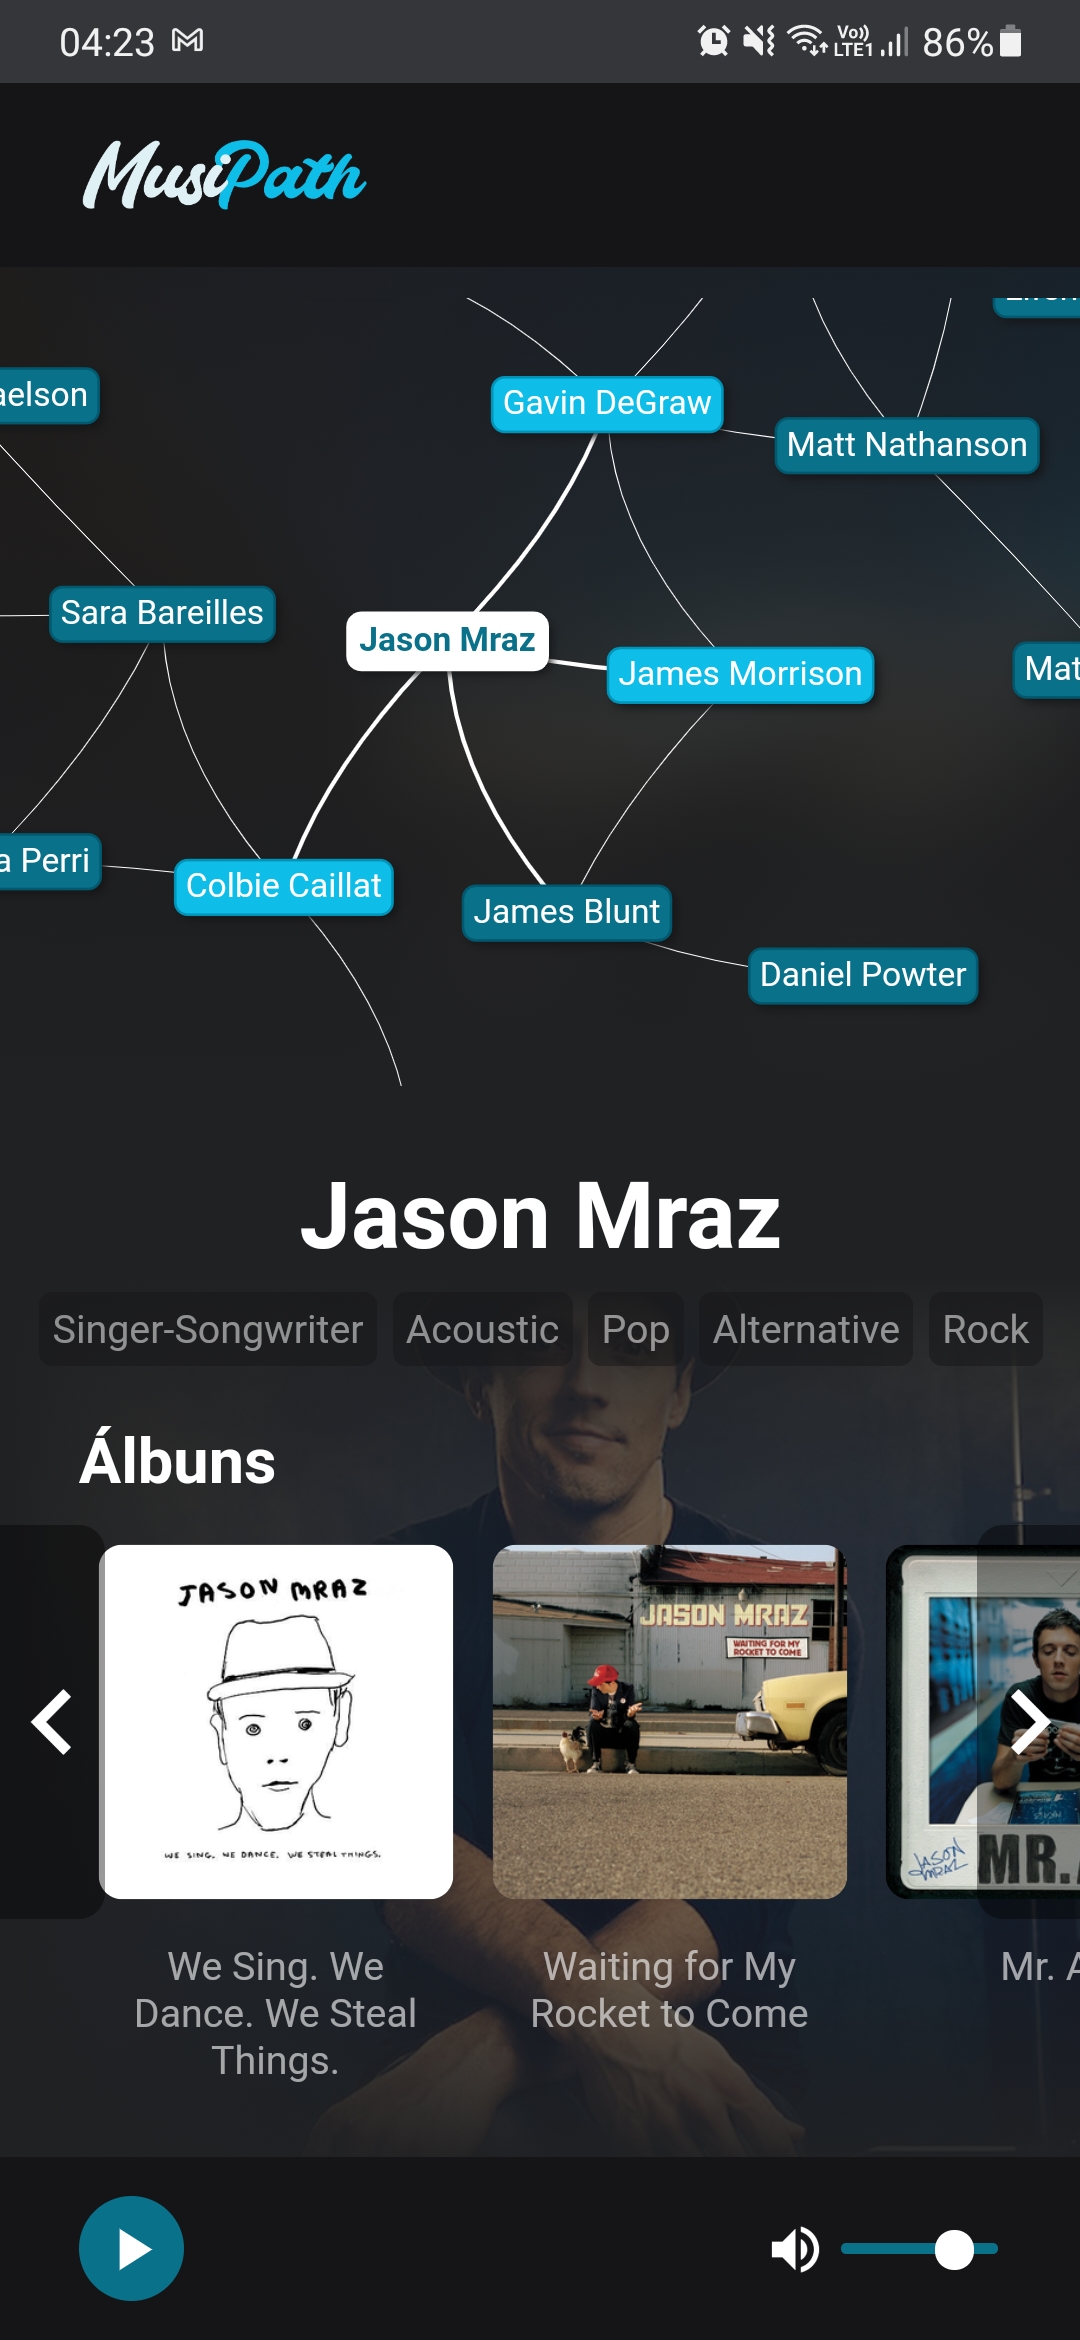 04:23
Vo))
LTE1
86%
MusiPath
aelson
Gavin DeGraw
Matt Nathanson
Sara Bareilles
Jason Mraz
James Morrison
Mat
a Perri
Colbie Caillat
James Blunt
Daniel Powter
Jason Mraz
Singer-Songwriter
Acoustic
Pop
Alternative
Rock
Álbuns
JASON MRAZ
WE SING. WE DANCE. WE STEAL THINGS.
JASON MRAZ
WAITING FOR MY
ROCKET TO COME
JASON
MRAZ
MR.
We Sing. We
Dance. We Steal
Things.
Waiting for My
Rocket to Come
Mr. A